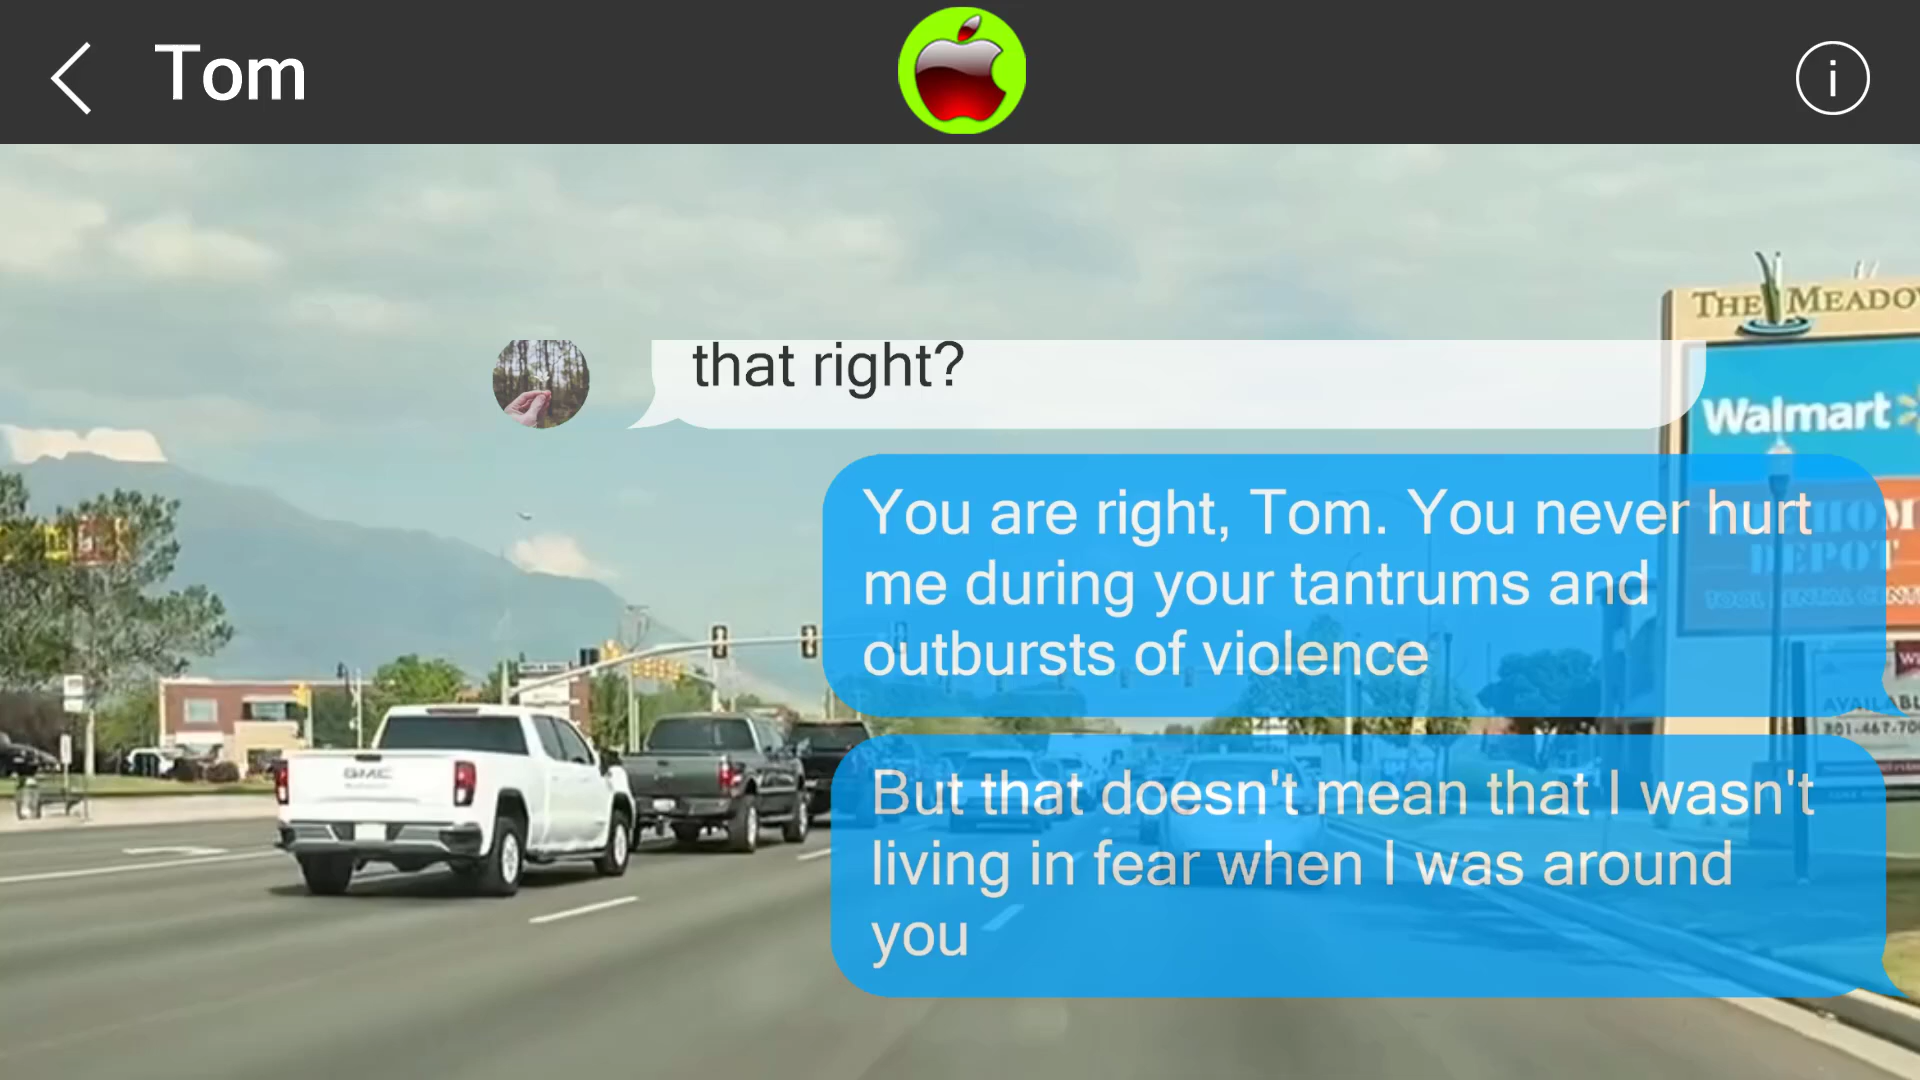 Tom
that right?
You are right, Tom. You never hurt
me during your tantrums and
outbursts of violence
But that doesn't mean that I wasn't
living in fear when I was around
you
THE MEADO
Walmart
DEPOT
GMC